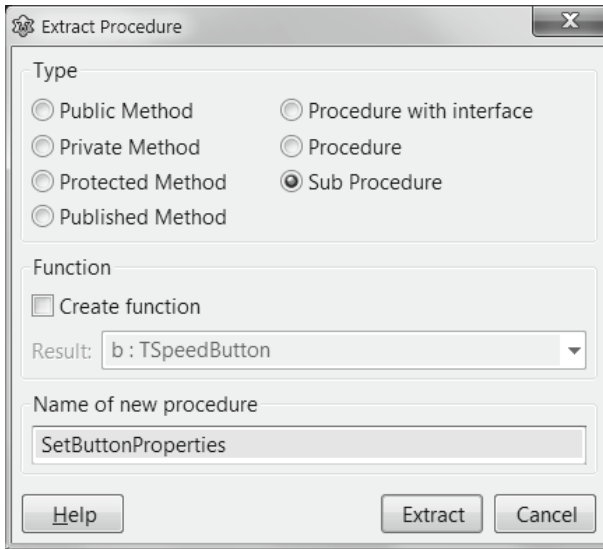 Extract Procedure
Type
Public Method
Procedure with interface
Private Method
Procedure
Protected Method
Sub Procedure
Published Method
Function
Create function
Result: b : TSpeedButton
Name of new procedure
SetButtonProperties
Help
Extract
Cancel